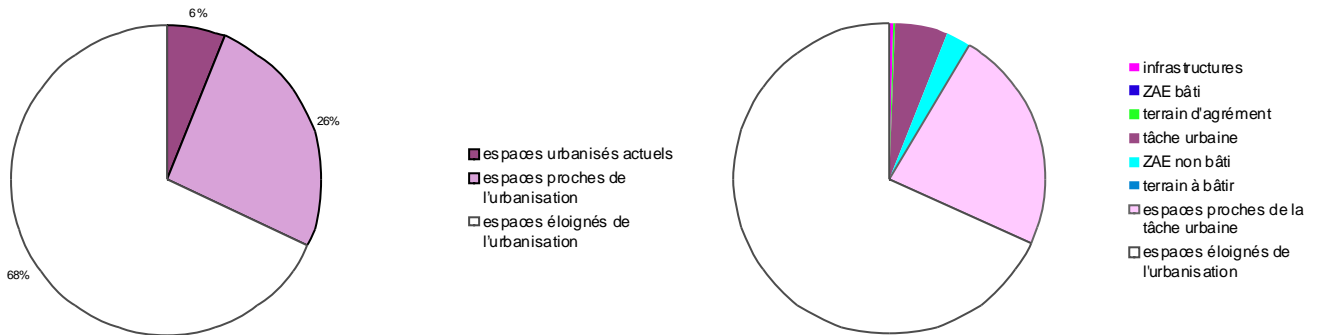 6%
26%
68%
espaces urbanisés actuels
espaces proches de
l'urbanisation
espaces éloignés de
l'urbanisation
infrastructures
ZAE bâti
terrain d'agrément
tâche urbaine
ZAE non bâti
terrain à bâtir
espaces proches de la
tâche urbaine
espaces éloignés de
l'urbanisation